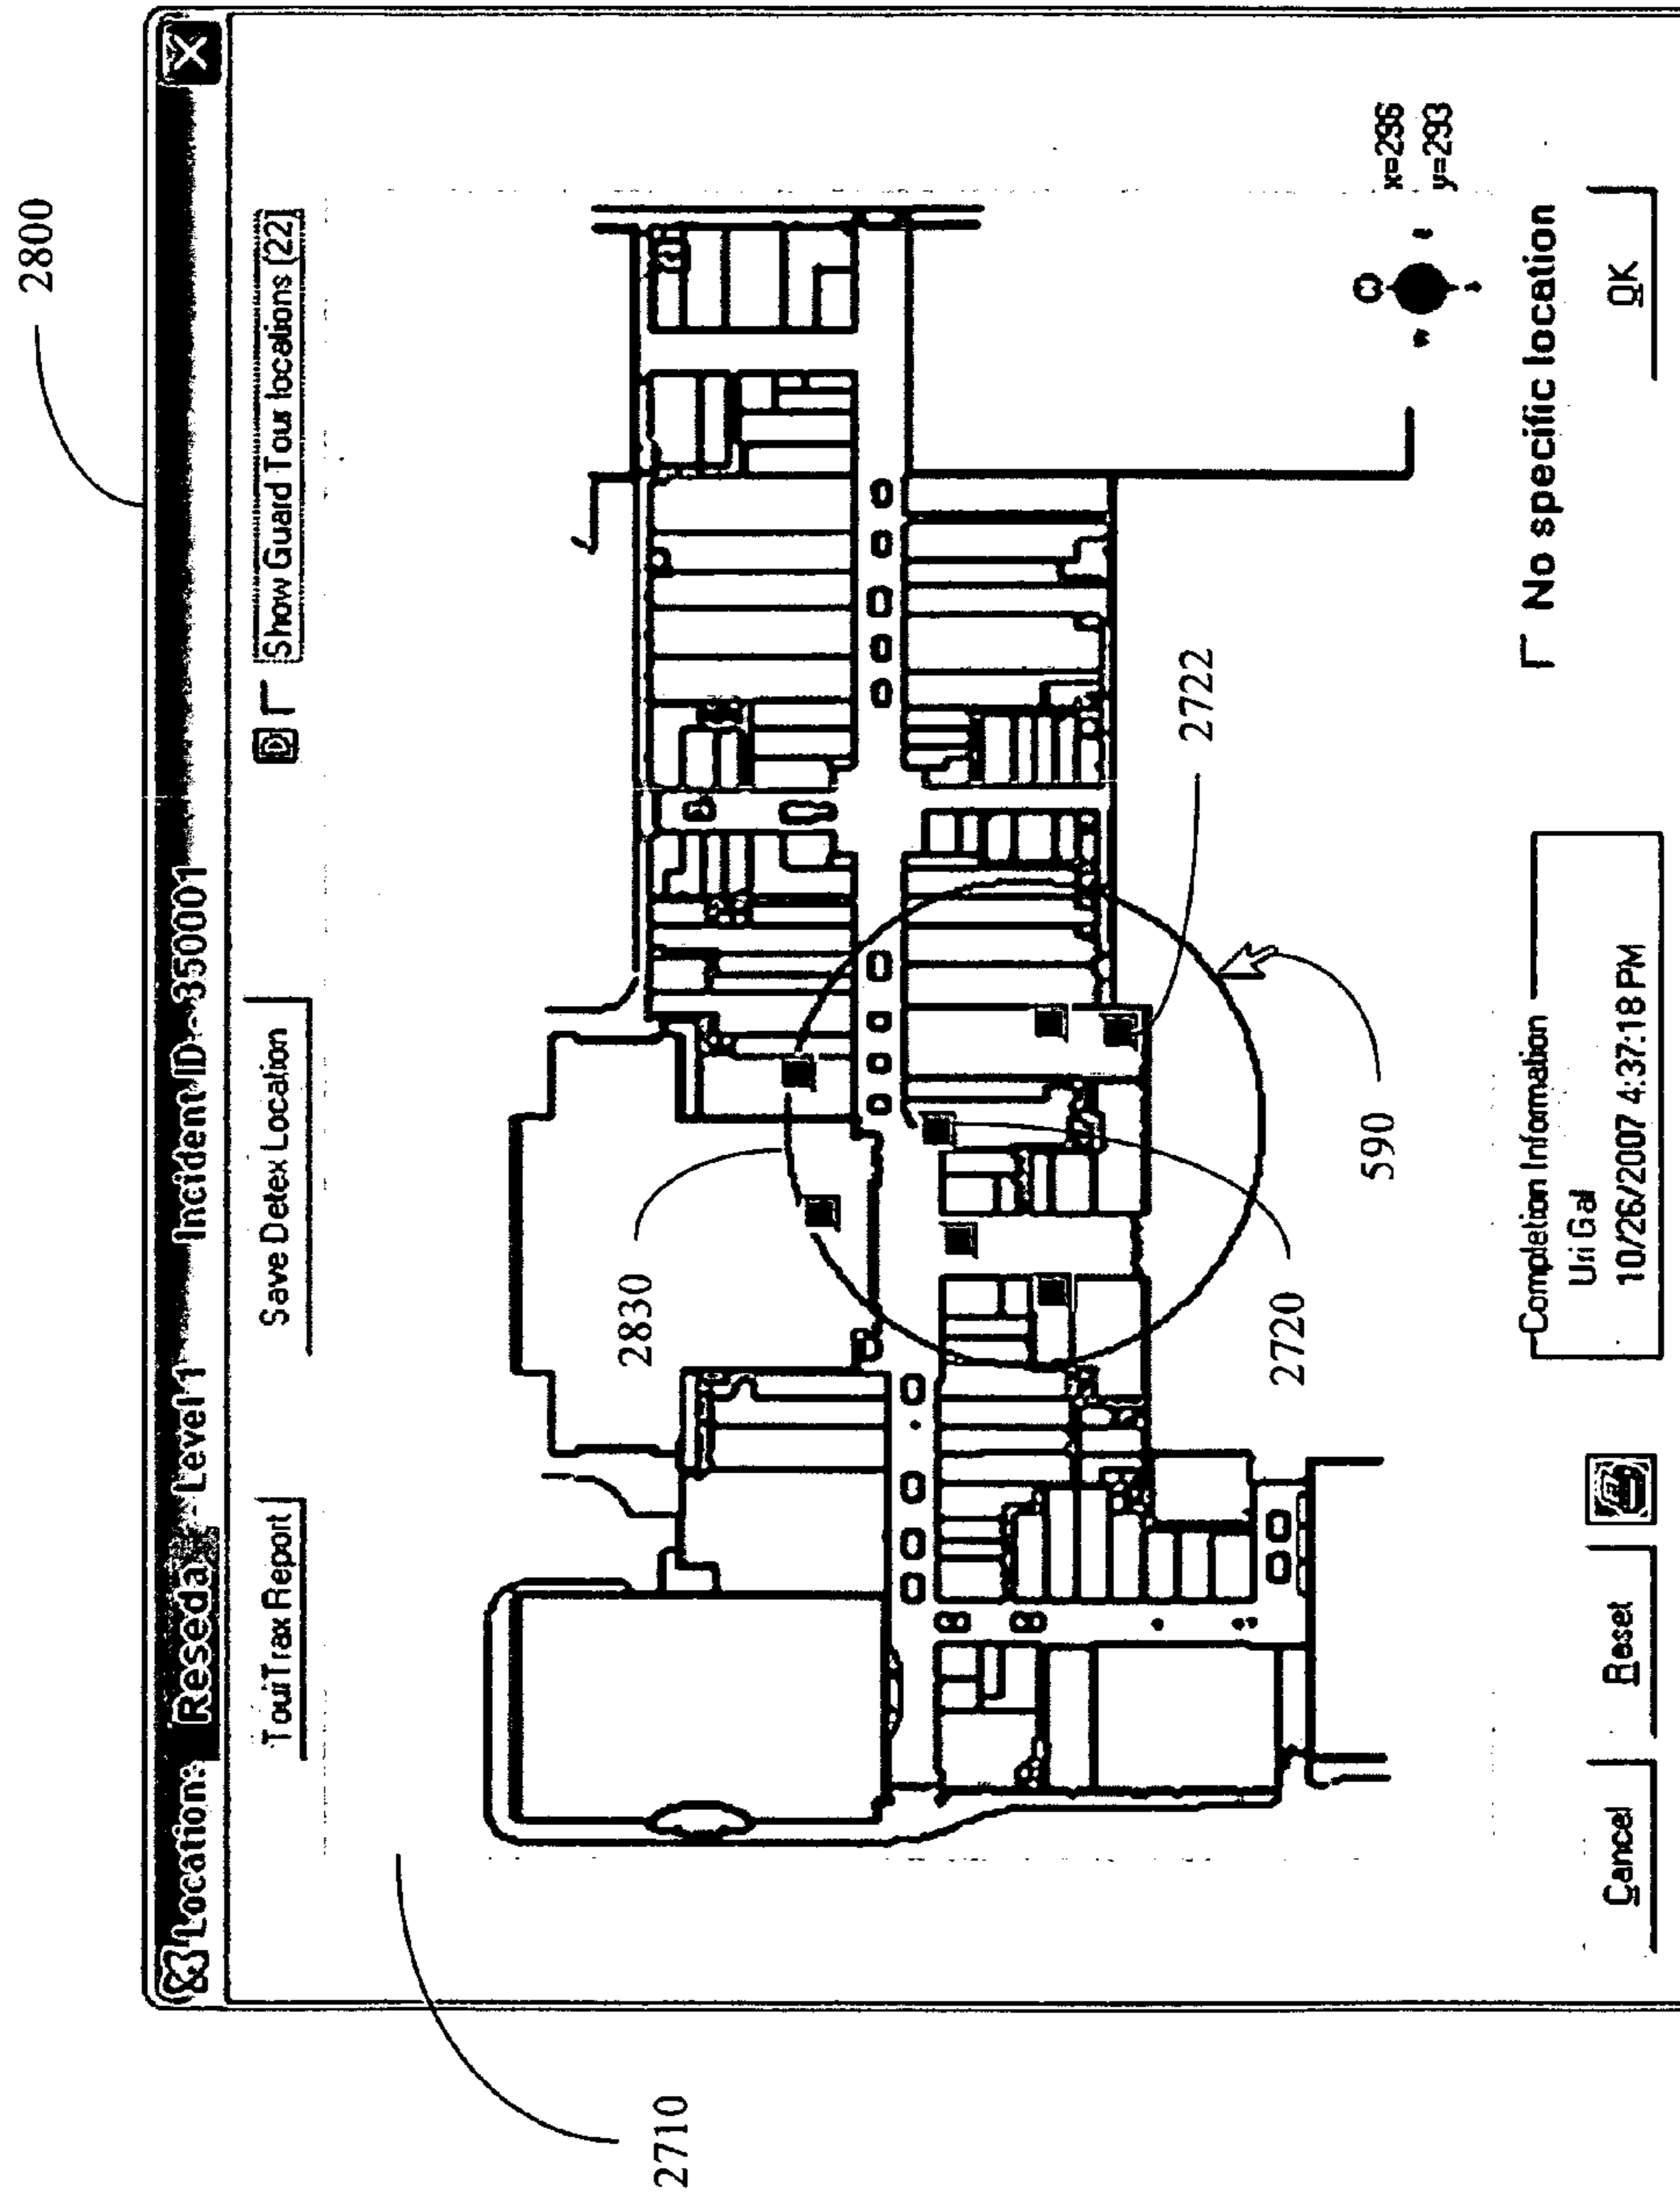 2800
Location: Reseda Level 1 Incident ID - 350001
TourTrax Report
Save Detex Location
D Show Guard Tour locations (22)
2710
2830
2720
590
2722
x=296
y=293
w
s
No specific location
Completion Information
Uri Gal
10/26/2007 4:37:18 PM
Cancel
Reset
OK